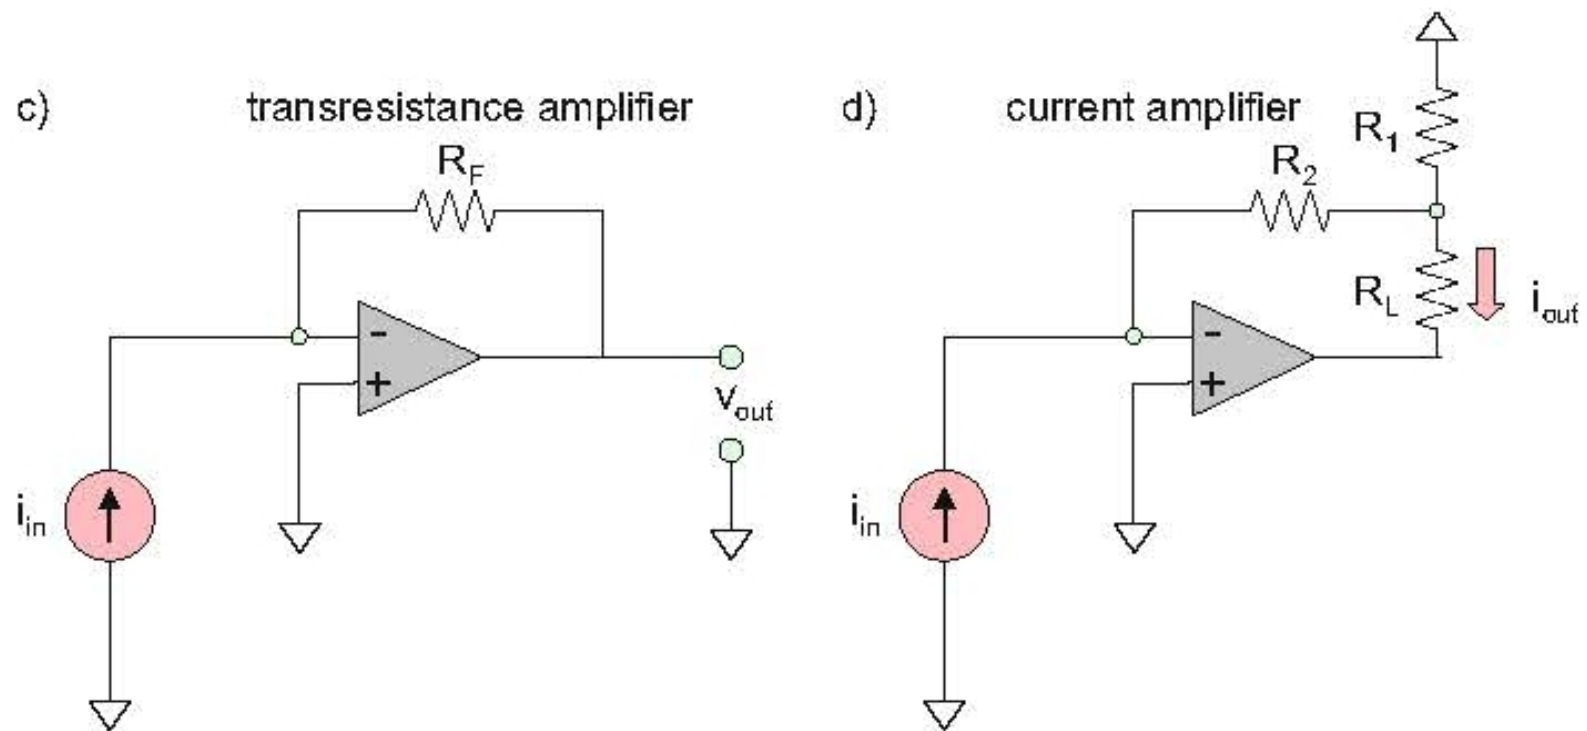 c) transresistance amplifier
R_F
-
+
i_in
v_out
d) current amplifier
R_1
R_2
R_L
i_out
-
+
i_in